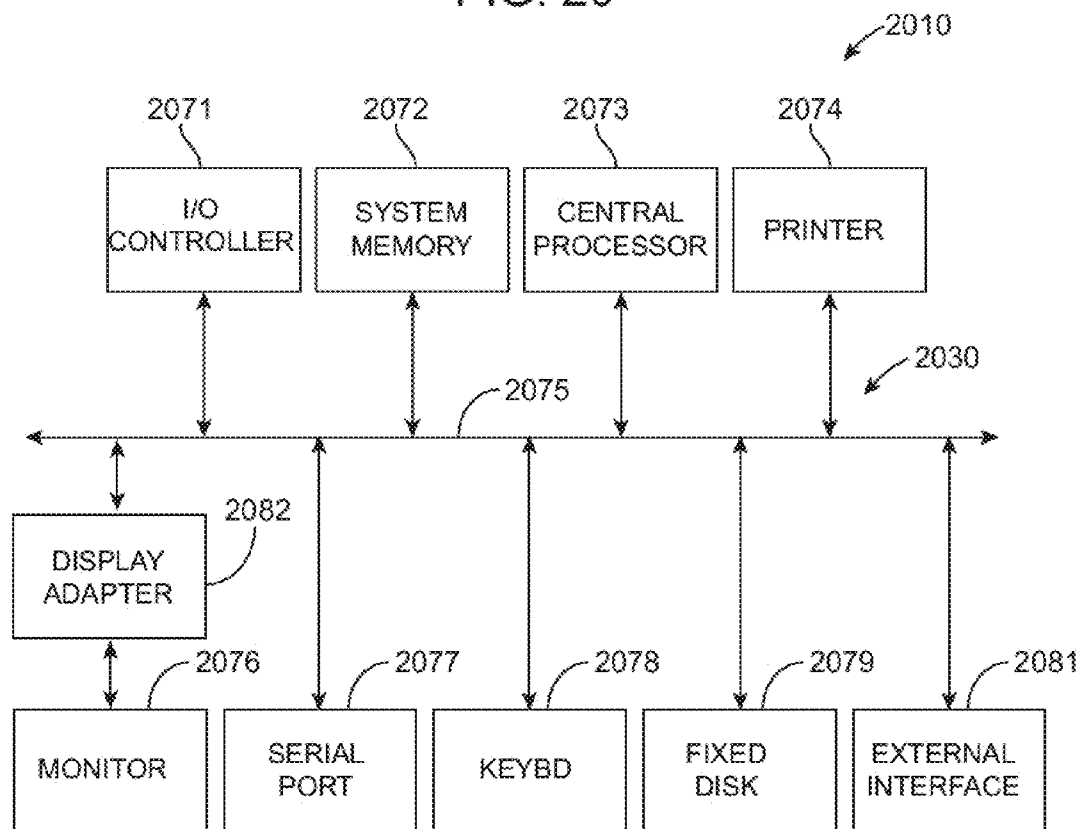 2010
2071
2072
2073
2074
I/O
CONTROLLER
SYSTEM
MEMORY
CENTRAL
PROCESSOR
PRINTER
2030
2075
2082
DISPLAY
ADAPTER
2076
2077
2078
2079
2081
MONITOR
SERIAL
PORT
KEYBD
FIXED
DISK
EXTERNAL
INTERFACE